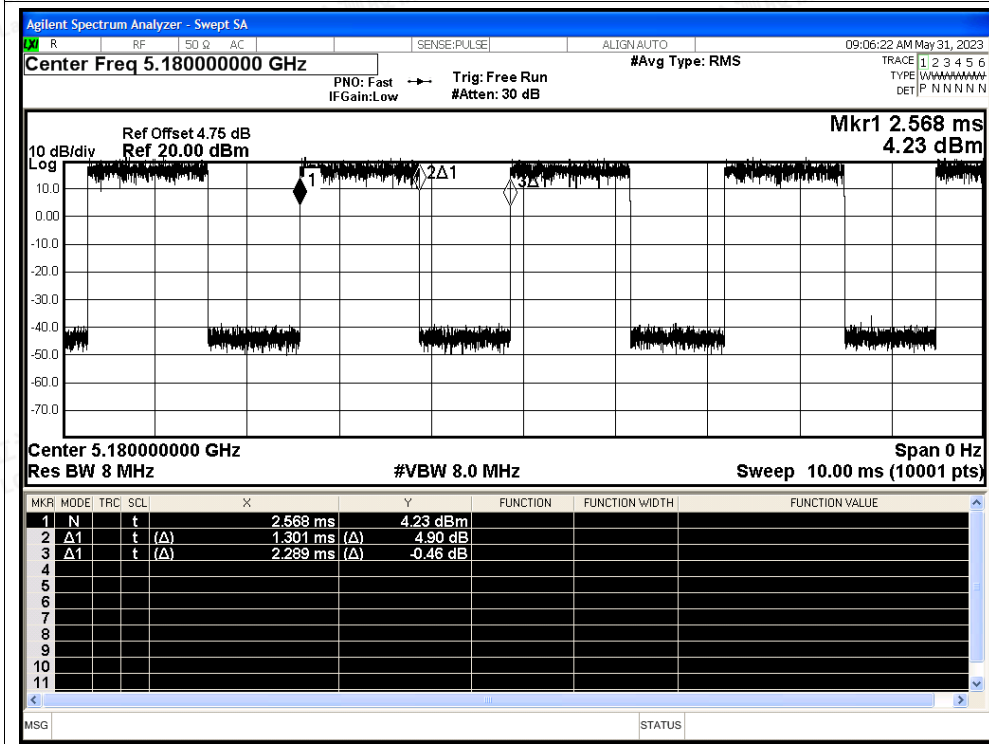 Agilent Spectrum Analyzer - Swept SA
LXI R RF 50 Ω AC SENSE:PULSE ALIGN AUTO 09:06:22 AM May 31, 2023
Center Freq 5.180000000 GHz #Avg Type: RMS TRACE 1 2 3 4 5 6
PNO: Fast Trig: Free Run TYPE
IFGain:Low #Atten: 30 dB DET P N N N N N
Mkr1 2.568 ms
4.23 dBm
Ref Offset 4.75 dB
10 dB/div Ref 20.00 dBm
Log
10.0
0.00
-10.0
-20.0
-30.0
-40.0
-50.0
-60.0
-70.0
1
2Δ1
3Δ1
Center 5.180000000 GHz Span 0 Hz
Res BW 8 MHz #VBW 8.0 MHz Sweep 10.00 ms (10001 pts)
MKR MODE TRC SCL X Y FUNCTION FUNCTION WIDTH FUNCTION VALUE
1 N t 2.568 ms 4.23 dBm
2 Δ1 t (Δ) 1.301 ms (Δ) 4.90 dB
3 Δ1 t (Δ) 2.289 ms (Δ) -0.46 dB
4
5
6
7
8
9
10
11
MSG STATUS